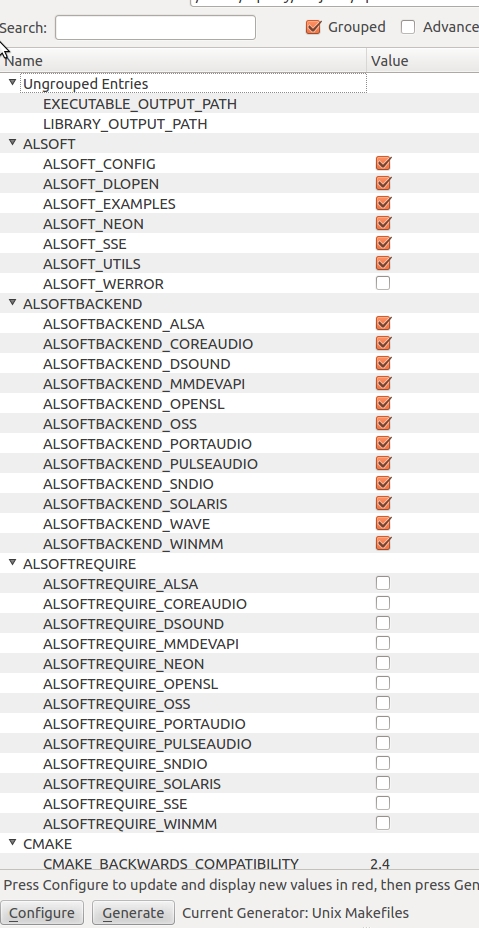 Search: Grouped Advance
Name Value
Ungrouped Entries
EXECUTABLE_OUTPUT_PATH
LIBRARY_OUTPUT_PATH
ALSOFT
ALSOFT_CONFIG
ALSOFT_DLOPEN
ALSOFT_EXAMPLES
ALSOFT_NEON
ALSOFT_SSE
ALSOFT_UTILS
ALSOFT_WERROR
ALSOFTBACKEND
ALSOFTBACKEND_ALSA
ALSOFTBACKEND_COREAUDIO
ALSOFTBACKEND_DSOUND
ALSOFTBACKEND_MMDEVAPI
ALSOFTBACKEND_OPENSL
ALSOFTBACKEND_OSS
ALSOFTBACKEND_PORTAUDIO
ALSOFTBACKEND_PULSEAUDIO
ALSOFTBACKEND_SNDIO
ALSOFTBACKEND_SOLARIS
ALSOFTBACKEND_WAVE
ALSOFTBACKEND_WINMM
ALSOFTREQUIRE
ALSOFTREQUIRE_ALSA
ALSOFTREQUIRE_COREAUDIO
ALSOFTREQUIRE_DSOUND
ALSOFTREQUIRE_MMDEVAPI
ALSOFTREQUIRE_NEON
ALSOFTREQUIRE_OPENSL
ALSOFTREQUIRE_OSS
ALSOFTREQUIRE_PORTAUDIO
ALSOFTREQUIRE_PULSEAUDIO
ALSOFTREQUIRE_SNDIO
ALSOFTREQUIRE_SOLARIS
ALSOFTREQUIRE_SSE
ALSOFTREQUIRE_WINMM
CMAKE
CMAKE_BACKWARDS_COMPATIBILITY 2.4
Press Configure to update and display new values in red, then press Gen
Configure Generate Current Generator: Unix Makefiles